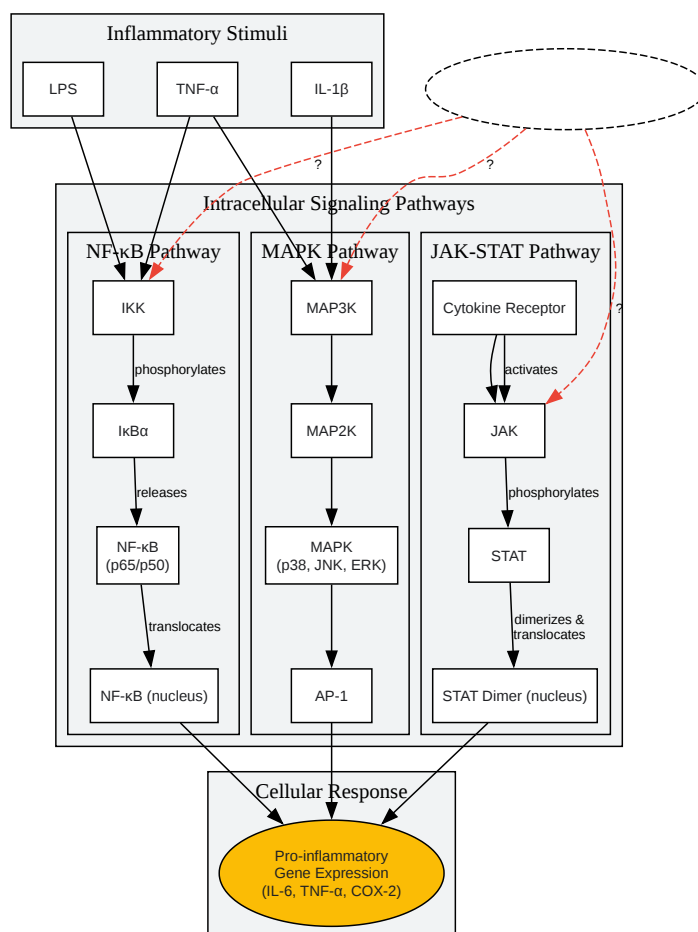 Inflammatory Stimuli
LPS
TNF-α
IL-1β
?
?
Intracellular Signaling Pathways
NF-κB Pathway
MAPK Pathway
JAK-STAT Pathway
IKK
MAP3K
Cytokine Receptor
?
phosphorylates
activates
IκBα
MAP2K
JAK
releases
phosphorylates
NF-κB
(p65/p50)
MAPK
(p38, JNK, ERK)
STAT
translocates
dimerizes &
translocates
NF-κB (nucleus)
AP-1
STAT Dimer (nucleus)
Cellular Response
Pro-inflammatory
Gene Expression
(IL-6, TNF-α, COX-2)